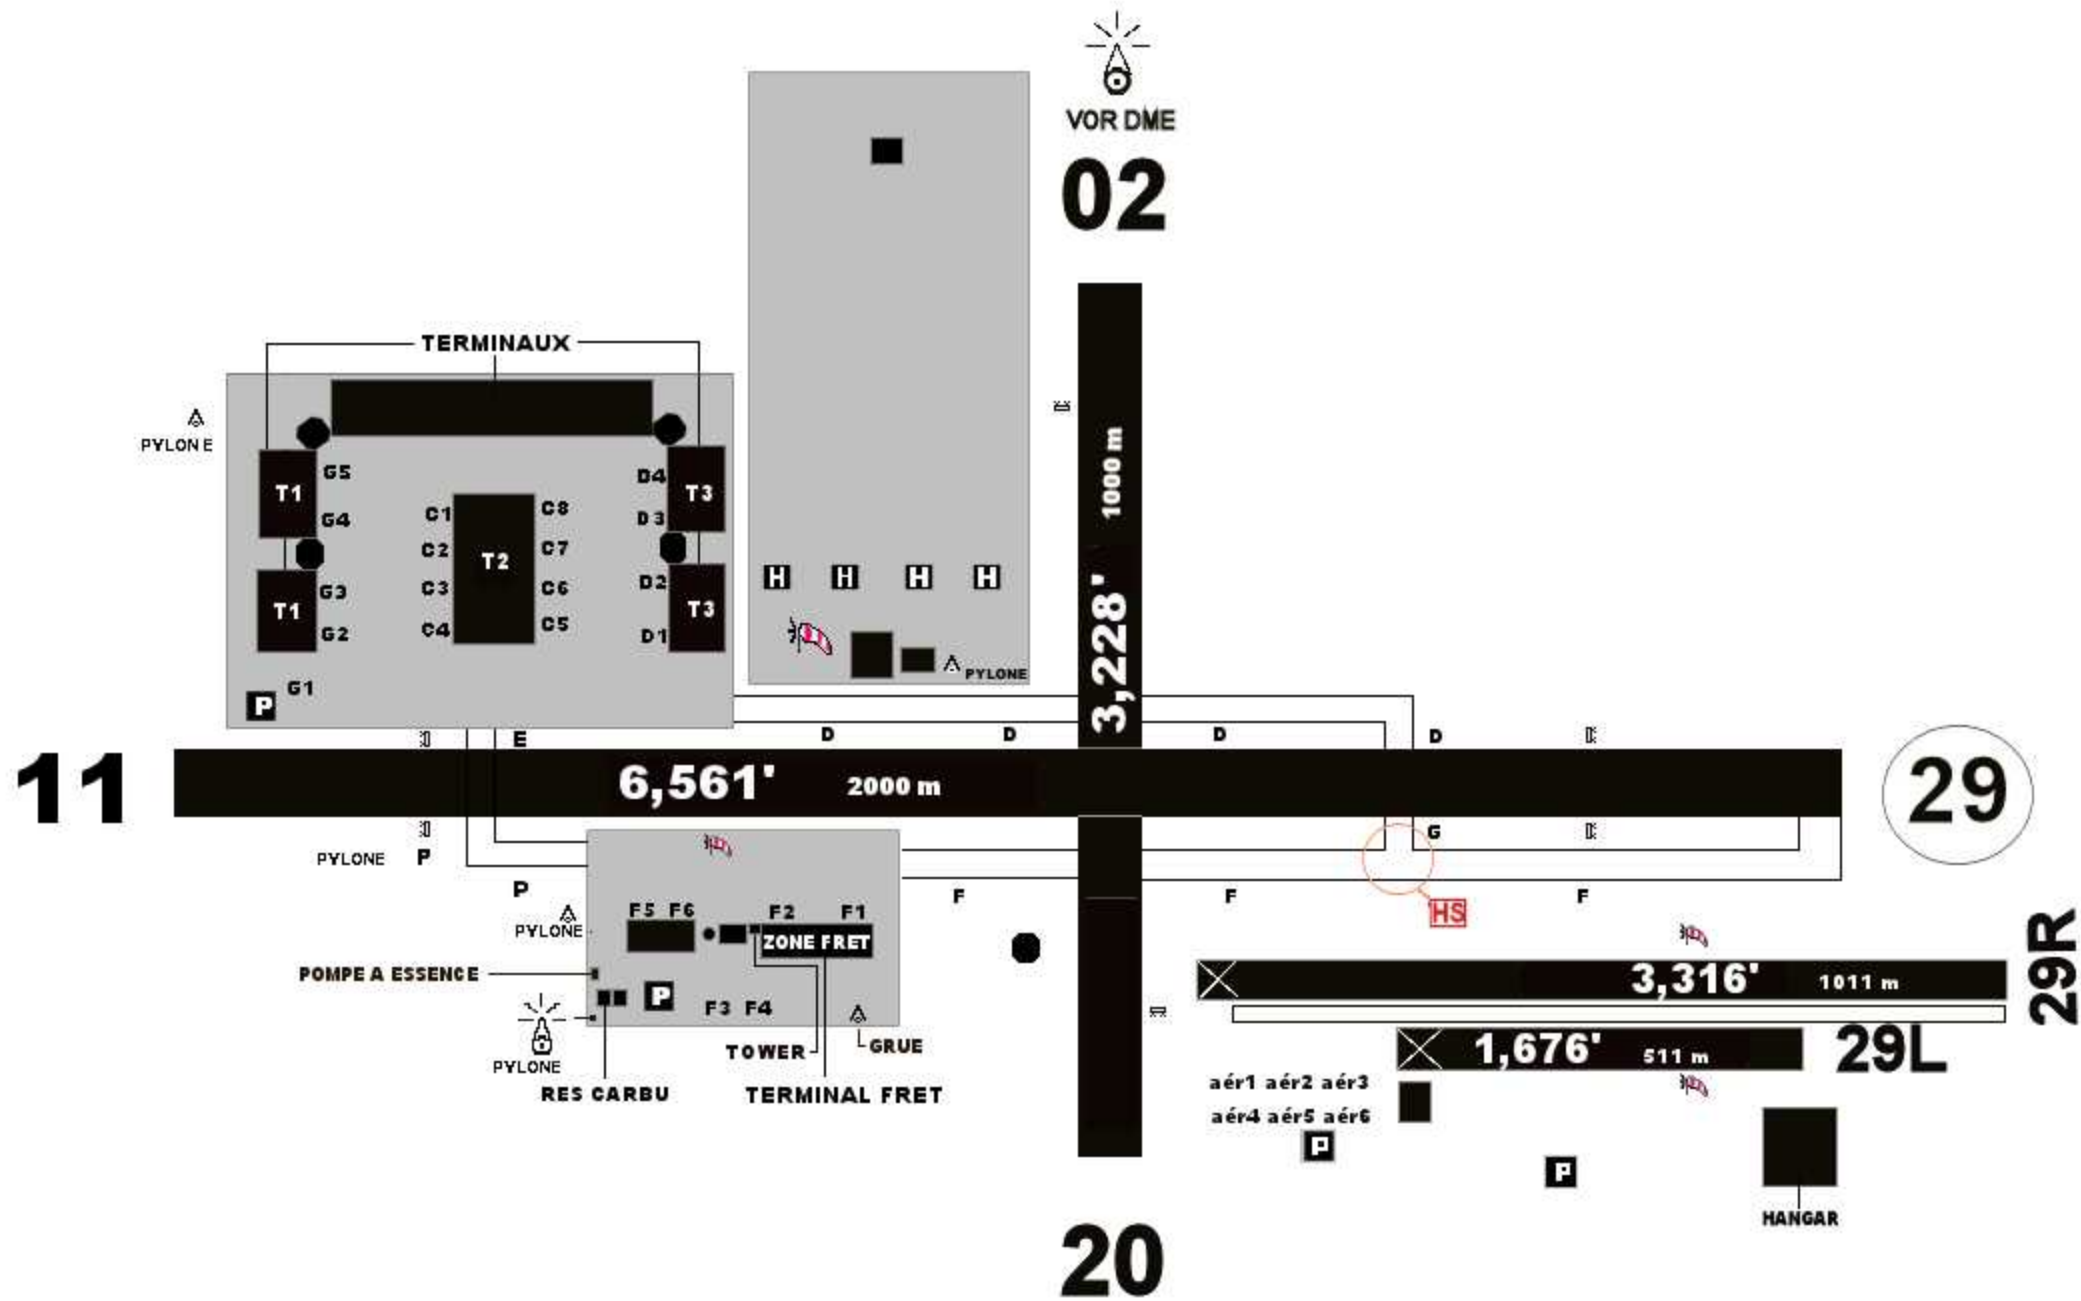 VOR DME
02
TERMINAUX
PYLONE
T1 G5 D4 T3
G4 C1 C8 D3
C2 T2 C7
T1 G3 C3 C6 D2 T3
G2 C4 C5 D1
G1
P
1000 m
3,228'
H H H H
PYLONE
E D D D D
11 6,561' 2000 m 29
G
PYLONE P
P F F F
HS
F5 F6 F2 F1
PYLONE
ZONE FRET
POMPE A ESSENCE
P
F3 F4
TOWER GRUE
PYLONE
RES CARBU TERMINAL FRET
3,316' 1011 m 29R
1,676' 511 m 29L
aér1 aér2 aér3
aér4 aér5 aér6
P
P
HANGAR
20